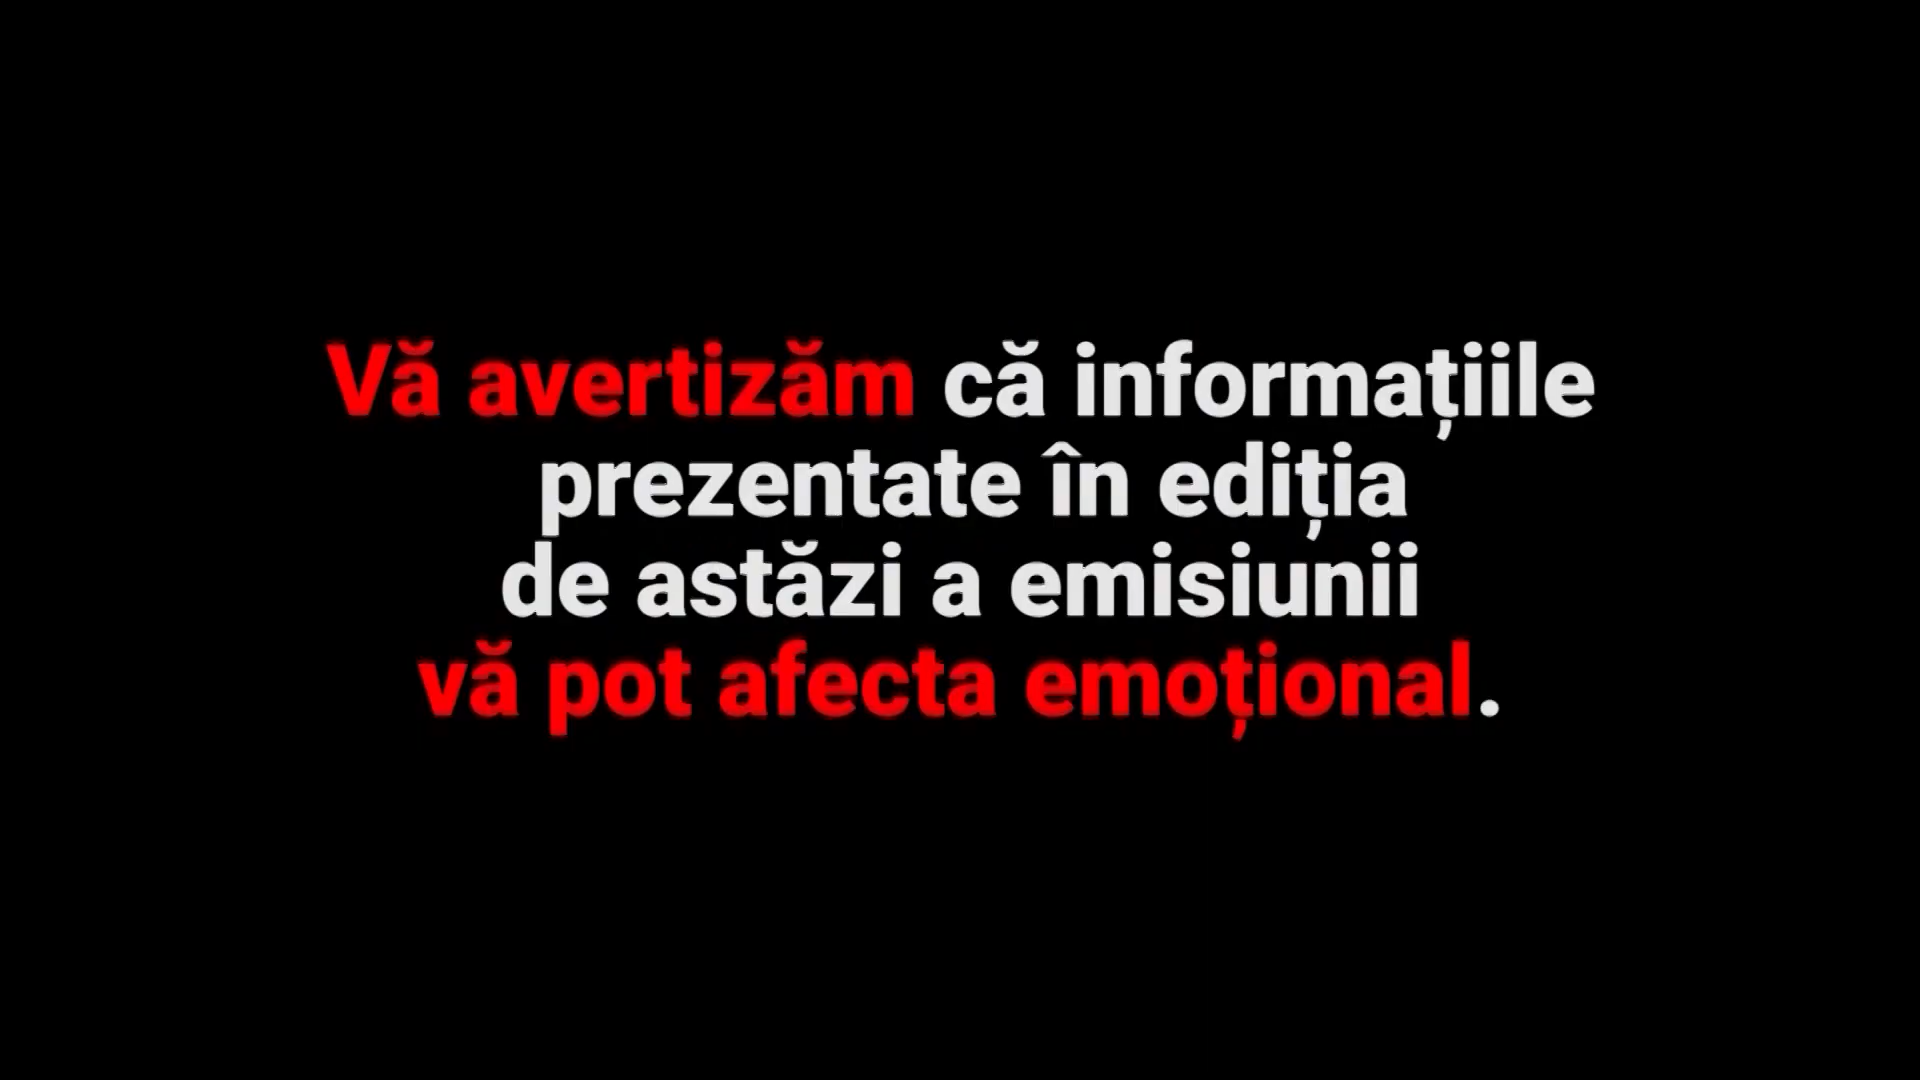 Vă avertizăm că informațiile
prezentate în ediția
de astăzi a emisiunii
vă pot afecta emoțional.